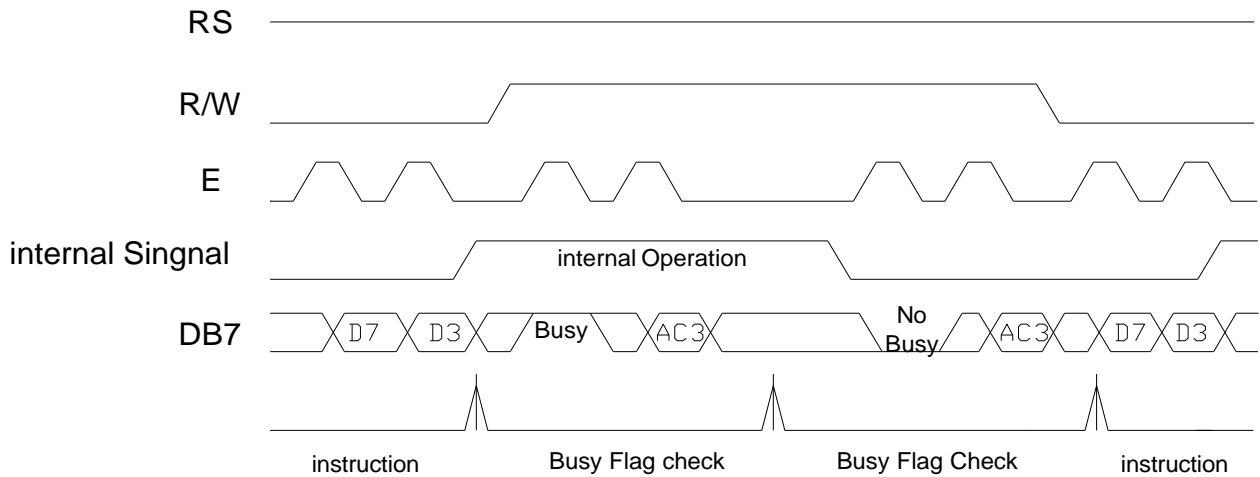 RS
R/W
E
internal Singnal
internal Operation
DB7
D7
D3
Busy
AC3
No
Busy
AC3
D7
D3
instruction
Busy Flag check
Busy Flag Check
instruction